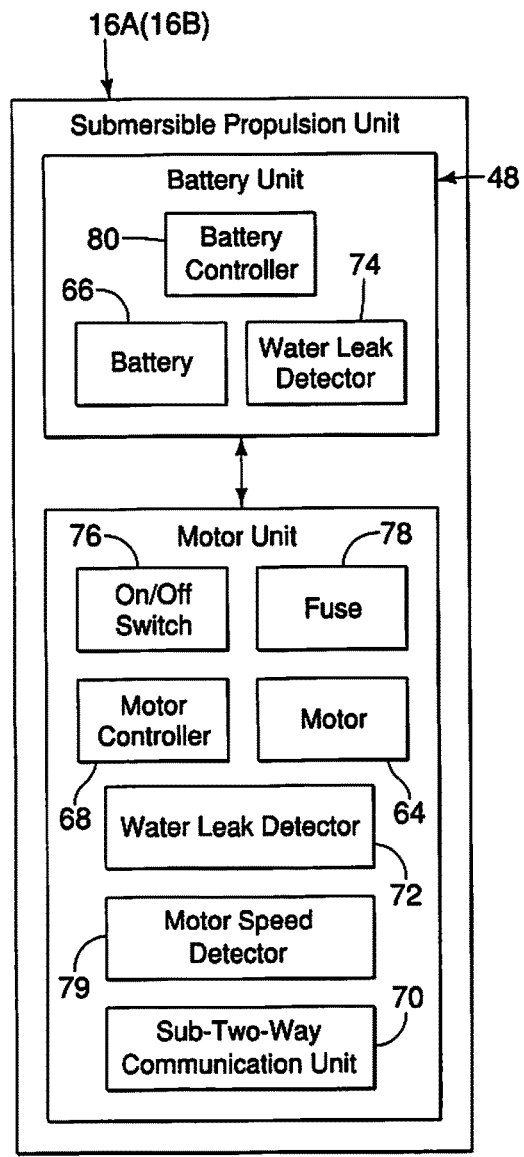 16A(16B)
Submersible Propulsion Unit
Battery Unit
48
80
Battery
Controller
66
74
Battery
Water Leak
Detector
76
Motor Unit
78
On/Off
Switch
Fuse
Motor
Controller
Motor
68
64
Water Leak Detector
72
Motor Speed
Detector
79
70
Sub-Two-Way
Communication Unit